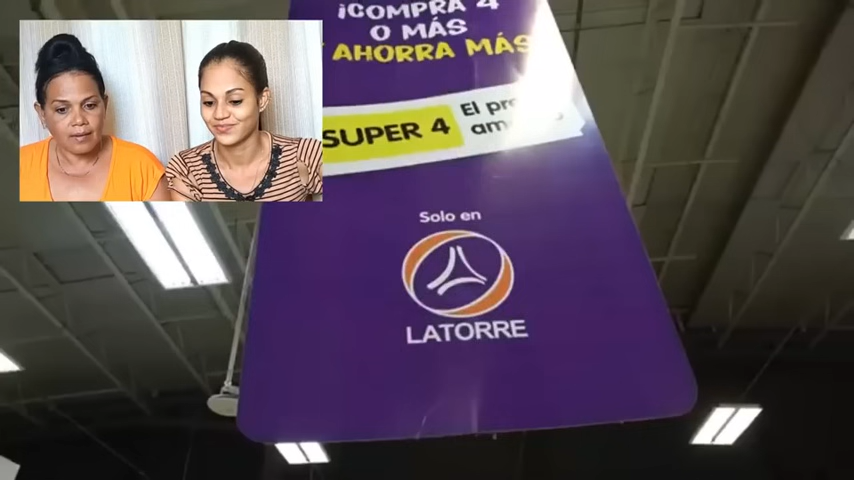 ¡COMPRA 4
O MÁS
Y AHORRA MÁS
SUPER 4
El
Solo en
LATORRE